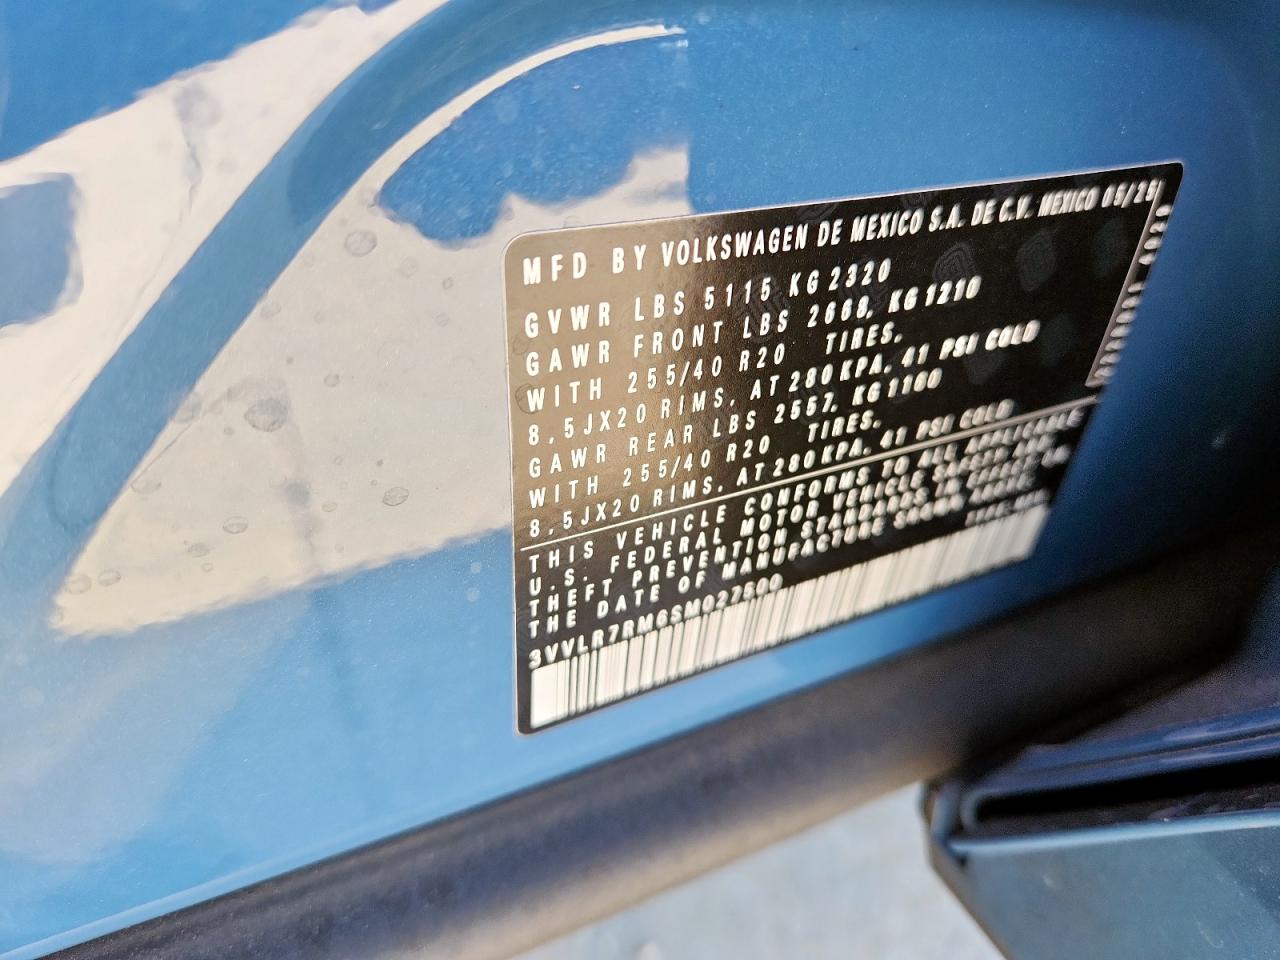 MFD BY VOLKSWAGEN DE MEXICO S.A. DE C.V. MEXICO 05/25
GVWR LBS 5115 KG 2320
GAWR FRONT LBS 2668, KG 1210
WITH 255/40 R20 TIRES,
8.5JX20 RIMS, AT 280 KPA, 41 PSI COLD
GAWR REAR LBS 2557, KG 1160
WITH 255/40 R20 TIRES,
8.5JX20 RIMS, AT 280 KPA, 41 PSI COLD
THIS VEHICLE CONFORMS TO ALL APPLICABLE
U.S. FEDERAL MOTOR VEHICLE SAFETY AND
THEFT PREVENTION STANDARDS IN EFFECT ON
THE DATE OF MANUFACTURE SHOWN ABOVE.
3VVLR7RM6SM027500